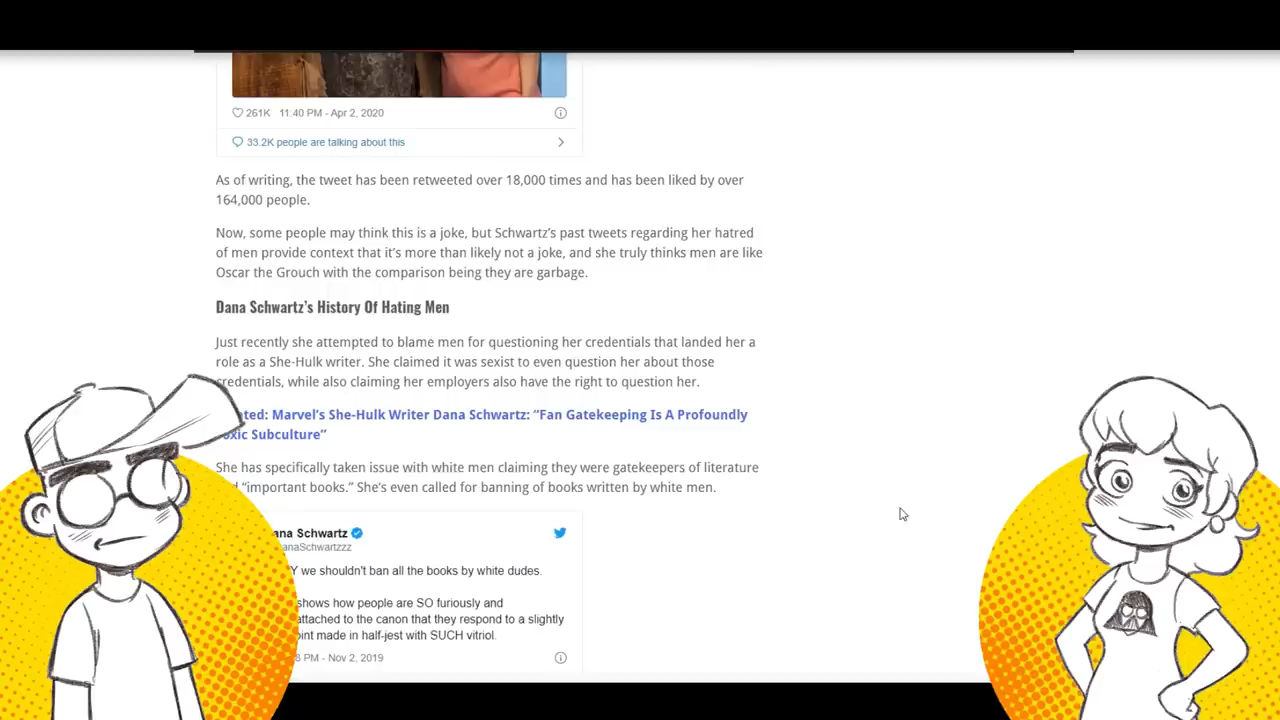 261K 11:40 PM - Apr 2, 2020
33.2K people are talking about this
As of writing, the tweet has been retweeted over 18,000 times and has been liked by over
164,000 people.
Now, some people may think this is a joke, but Schwartz's past tweets regarding her hatred
of men provide context that it's more than likely not a joke, and she truly thinks men are like
Oscar the Grouch with the comparison being they are garbage.
Dana Schwartz's History Of Hating Men
Just recently she attempted to blame men for questioning her credentials that landed her a
role as a She-Hulk writer. She claimed it was sexist to even question her about those
credentials, while also claiming her employers also have the right to question her.
ated: Marvel's She-Hulk Writer Dana Schwartz: "Fan Gatekeeping Is A Profoundly
oxic Subculture"
She has specifically taken issue with white men claiming they were gatekeepers of literature
"important books." She's even called for banning of books written by white men.
ana Schwartz
anaSchwartzzz
Y we shouldn't ban all the books by white dudes.
shows how people are SO furiously and
attached to the canon that they respond to a slightly
int made in half-jest with SUCH vitriol.
8 PM - Nov 2, 2019